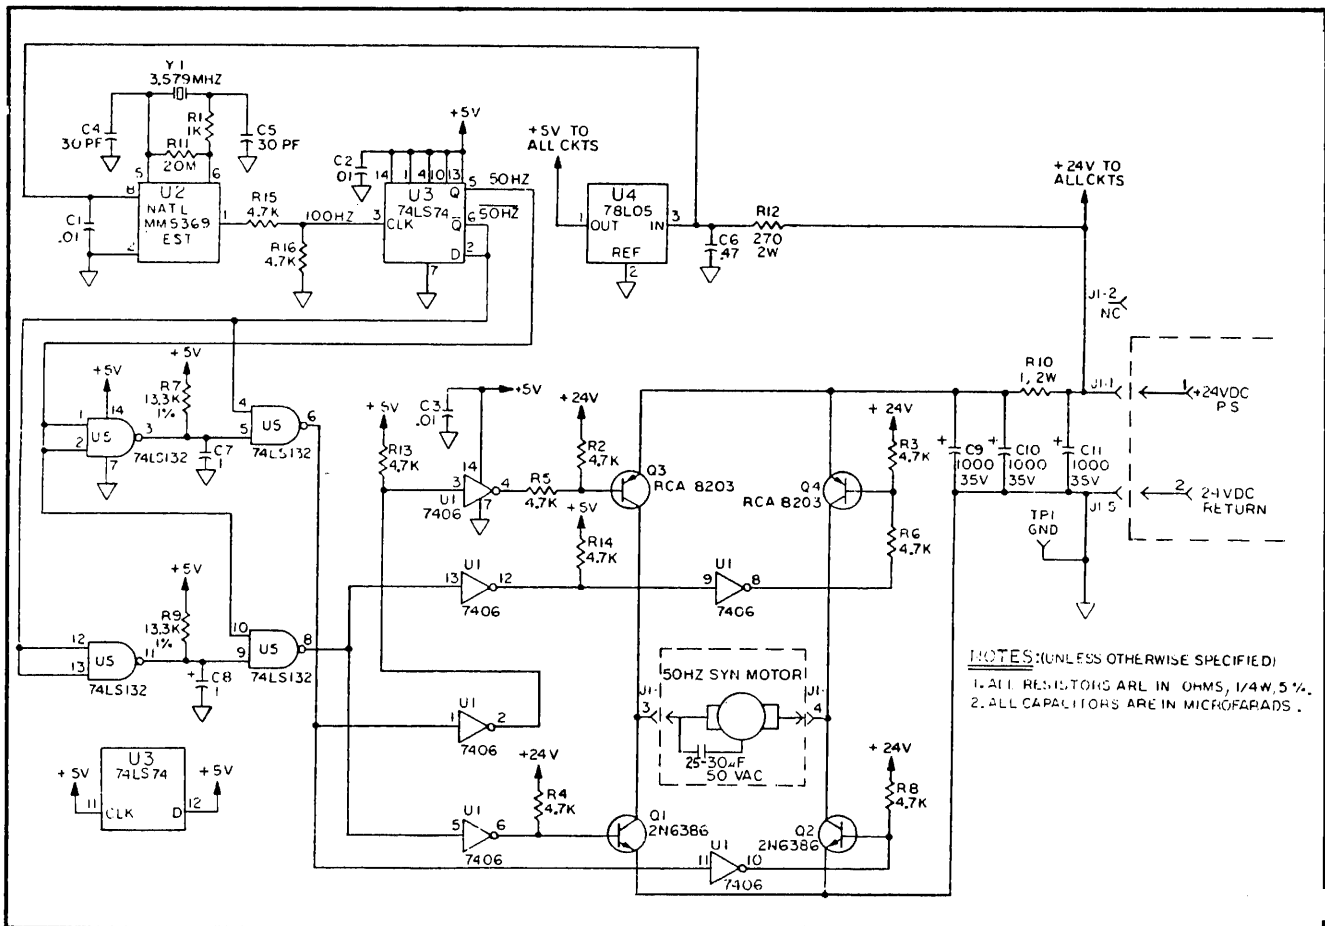 Y1
3.579MHZ
C4
30 PF
R1
1K
C5
30 PF
R11
20M
5
6
8
U2
NATL
MM5369
EST
1
2
C1
.01
R15
4.7K
R16
4.7K
100HZ
C2
.01
+5V
14
1
4
10
13
U3
74LS74
3
CLK
Q
5
50HZ
Q
6
50HZ
D
2
7
+5V TO
ALL CKTS
U4
78L05
1
OUT
IN
3
REF
2
C6
.47
R12
270
2W
+24V TO
ALL CKTS
J1-2
NC
+5V
14
1
2
U5
3
74LS132
7
+5V
R7
13.3K
1%
C7
1
4
5
U5
6
74LS132
+5V
R13
4.7K
C3
.01
+5V
14
3
4
U1
7406
7
R5
4.7K
+24V
R2
4.7K
Q3
RCA 8203
+5V
R14
4.7K
Q4
RCA 8203
+24V
R3
4.7K
R6
4.7K
R10
1, 2W
+
C9
1000
35V
+
C10
1000
35V
+
C11
1000
35V
J1-1
1
+24VDC
PS
J1-5
2
24VDC
RETURN
TP1
GND
13
U1
12
7406
9
U1
8
7406
+5V
R9
13.3K
1%
12
13
U5
11
74LS132
+
C8
1
10
9
U5
8
74LS132
1
U1
2
7406
50HZ SYN MOTOR
J1-
3
J1-
4
25-30µF
50 VAC
NOTES:(UNLESS OTHERWISE SPECIFIED)
1. ALL RESISTORS ARE IN OHMS, 1/4W, 5%.
2. ALL CAPACITORS ARE IN MICROFARADS.
U3
74LS74
+5V
11
CLK
D
12
+5V
+24V
R4
4.7K
5
U1
6
7406
Q1
2N6386
11
U1
10
7406
Q2
2N6386
+24V
R8
4.7K